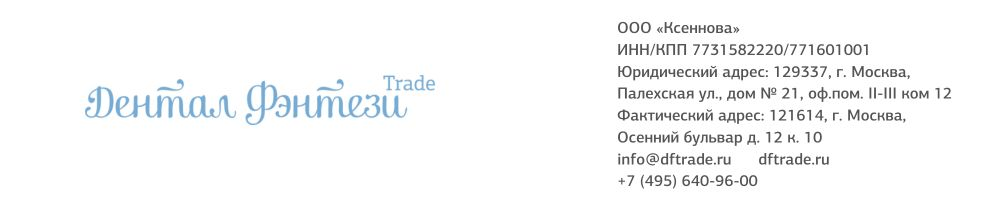 Дентал Фэнтези Trade
ООО «Ксеннова»
ИНН/КПП 7731582220/771601001
Юридический адрес: 129337, г. Москва,
Палехская ул., дом № 21, оф.пом. II-III ком 12
Фактический адрес: 121614, г. Москва,
Осенний бульвар д. 12 к. 10
info@dftrade.ru dftrade.ru
+7 (495) 640-96-00